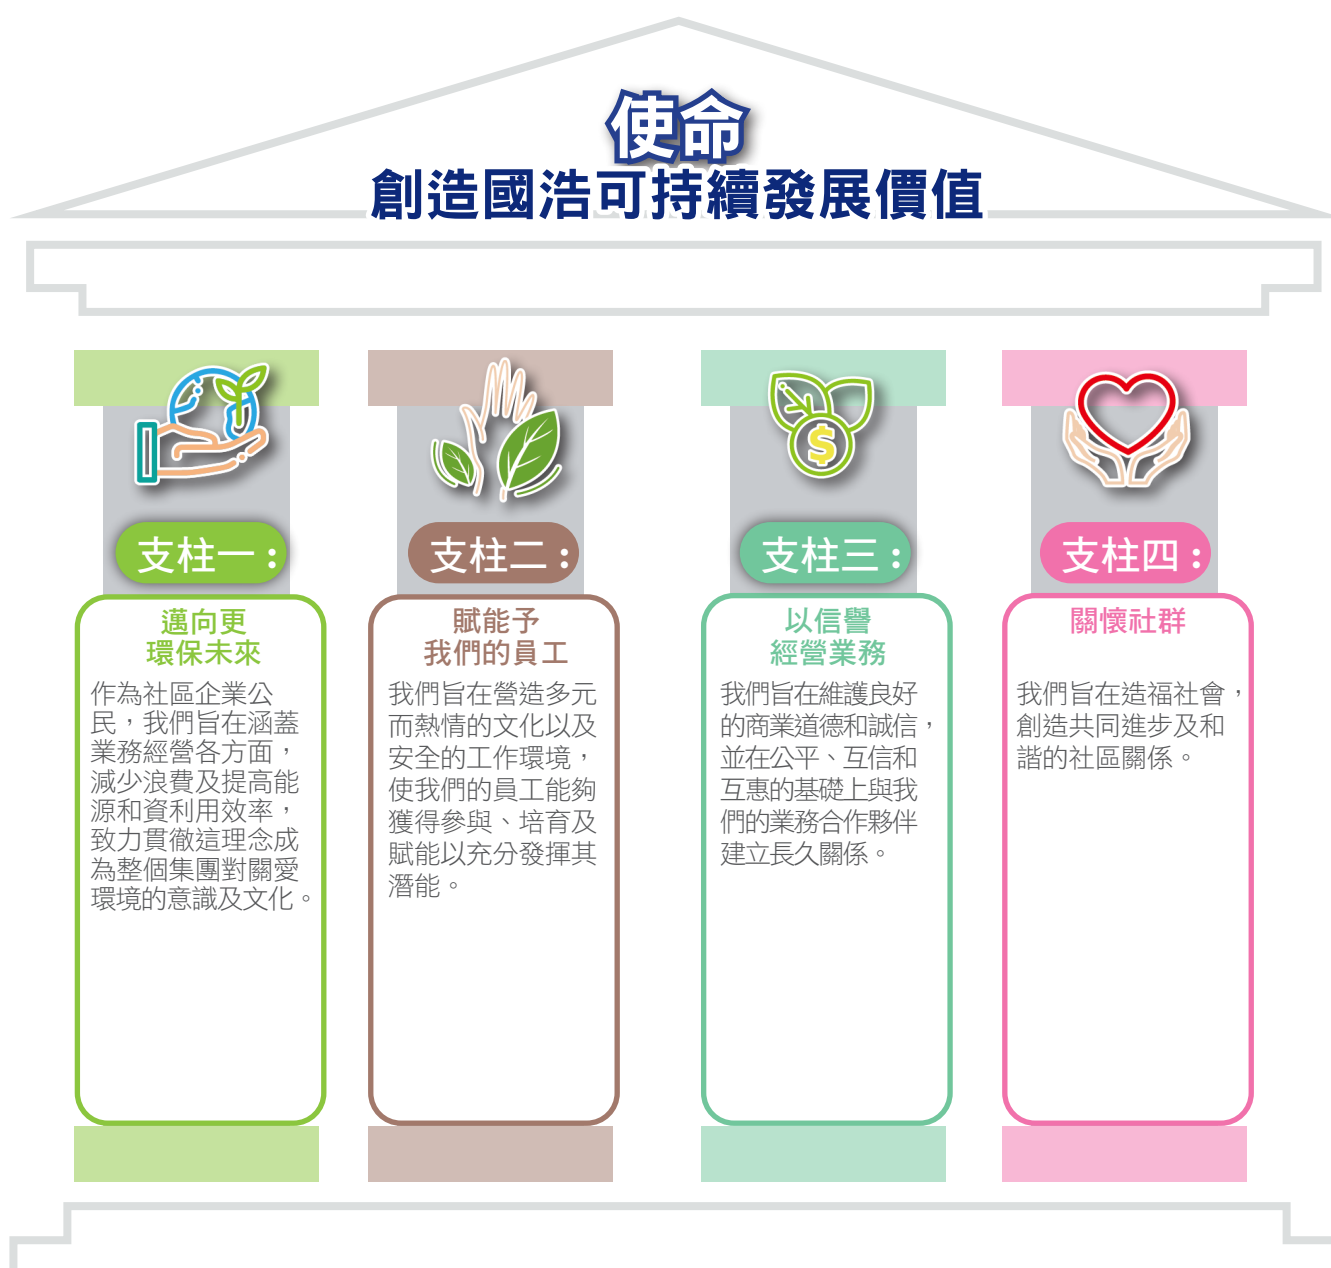 使命
創造國浩可持續發展價值
支柱一：
邁向更
環保未來
作為社區企業公
民，我們旨在涵蓋
業務經營各方面，
減少浪費及提高能
源和資利用效率，
致力貫徹這理念成
為整個集團對關愛
環境的意識及文化。
支柱二：
賦能予
我們的員工
我們旨在營造多元
而熱情的文化以及
安全的工作環境，
使我們的員工能夠
獲得參與、培育及
賦能以充分發揮其
潛能。
支柱三：
以信譽
經營業務
我們旨在維護良好
的商業道德和誠信，
並在公平、互信和
互惠的基礎上與我
們的業務合作夥伴
建立長久關係。
支柱四：
關懷社群
我們旨在造福社會，
創造共同進步及和
諧的社區關係。